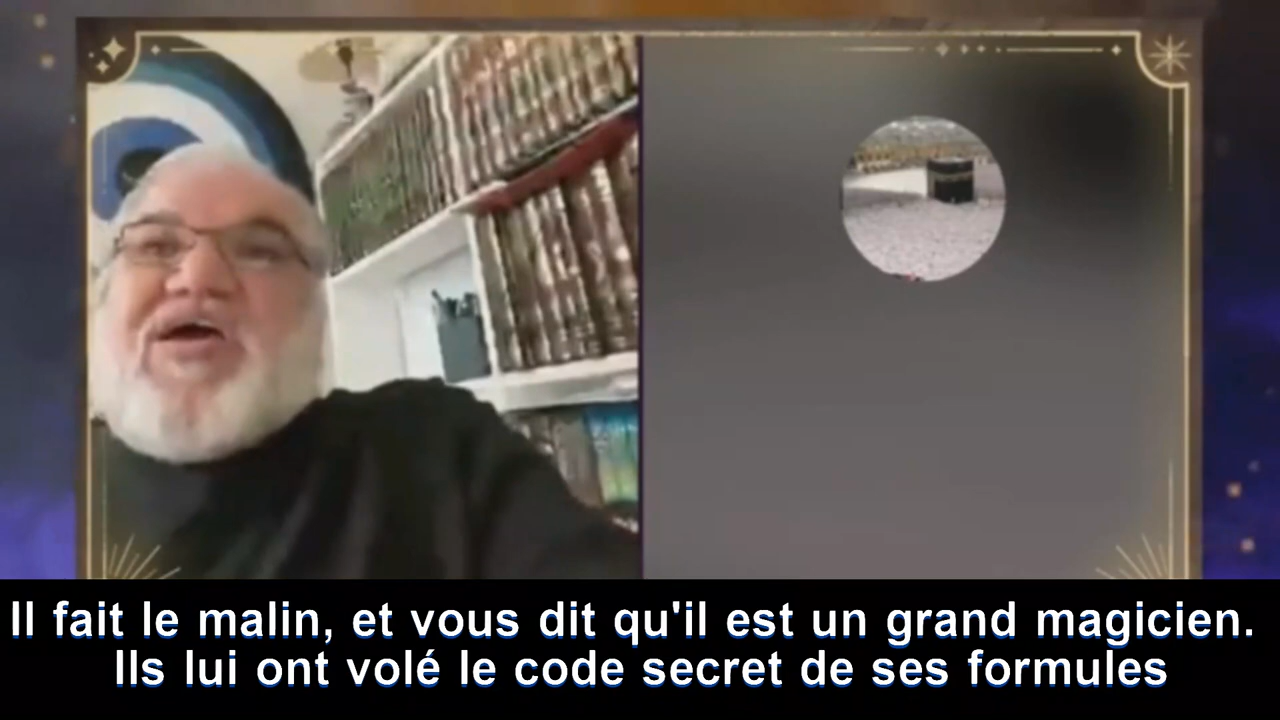 Il fait le malin, et vous dit qu'il est un grand magicien.
Ils lui ont volé le code secret de ses formules